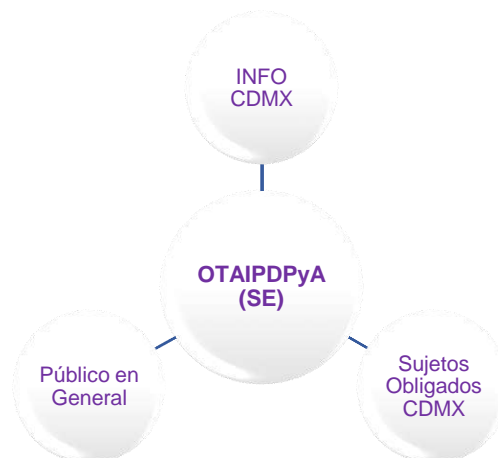 INFO
CDMX
OTAIPDPyA
(SE)
Público en
General
Sujetos
Obligados
CDMX